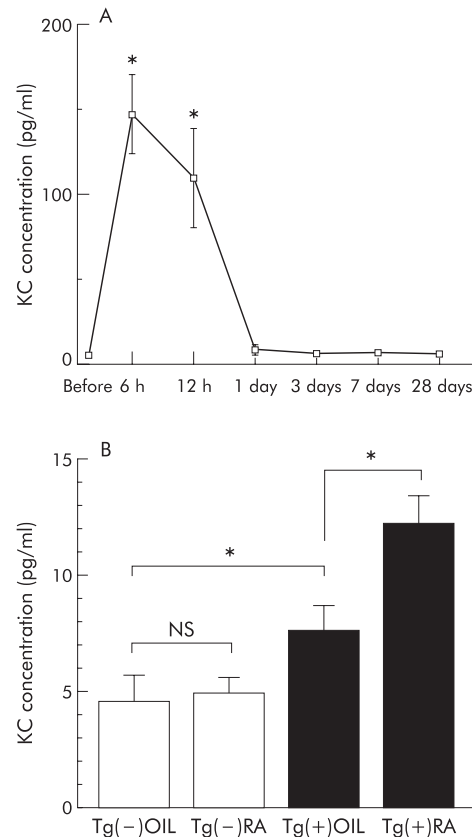 A
KC concentration (pg/ml)
200
100
0
*
*
Before 6 h 12 h 1 day 3 days 7 days 28 days
B
KC concentration (pg/ml)
15
10
5
0
*
*
NS
Tg(−)OIL Tg(−)RA Tg(+)OIL Tg(+)RA